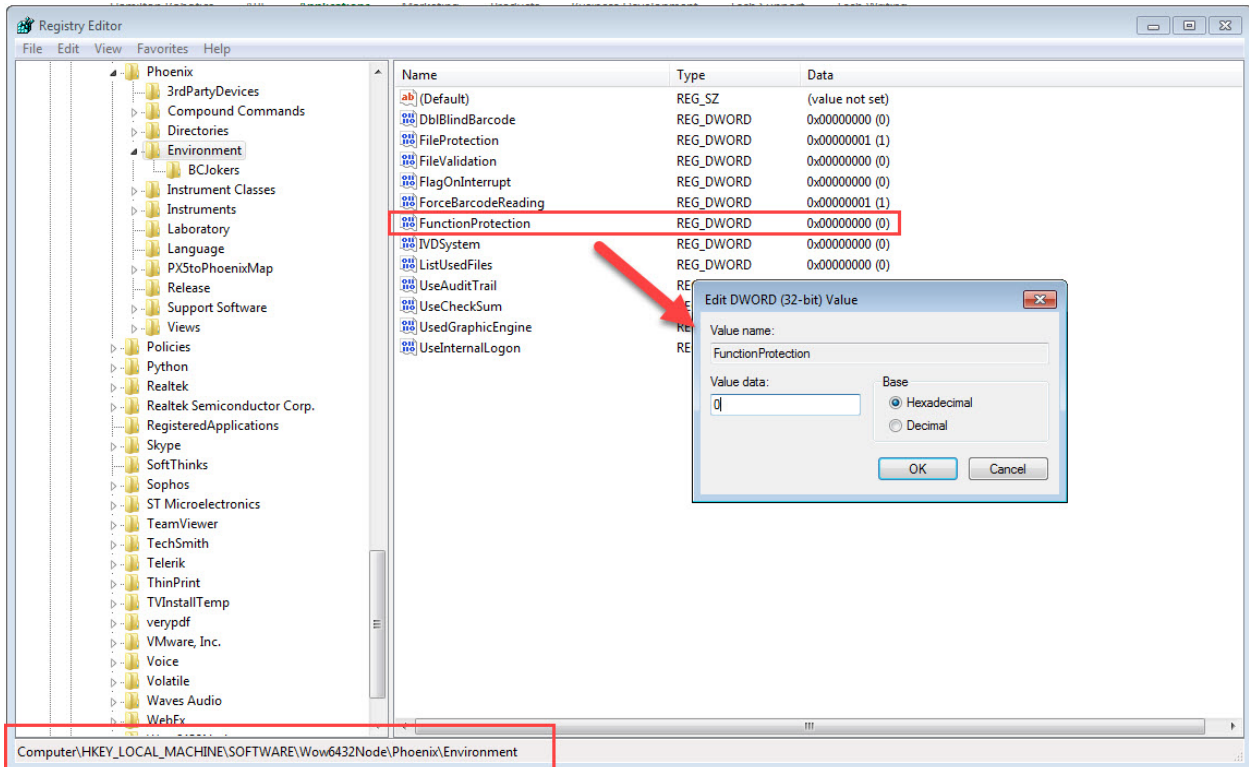 Registry Editor
File Edit View Favorites Help
Phoenix
3rdPartyDevices
Compound Commands
Directories
Environment
BCJokers
Instrument Classes
Instruments
Laboratory
Language
PX5toPhoenixMap
Release
Support Software
Views
Policies
Python
Realtek
Realtek Semiconductor Corp.
RegisteredApplications
Skype
SoftThinks
Sophos
ST Microelectronics
TeamViewer
TechSmith
Telerik
ThinPrint
TVInstallTemp
verypdf
VMware, Inc.
Voice
Volatile
Waves Audio
WebEx
Name Type Data
(Default) REG_SZ (value not set)
DblBlindBarcode REG_DWORD 0x00000000 (0)
FileProtection REG_DWORD 0x00000001 (1)
FileValidation REG_DWORD 0x00000000 (0)
FlagOnInterrupt REG_DWORD 0x00000000 (0)
ForceBarcodeReading REG_DWORD 0x00000001 (1)
FunctionProtection REG_DWORD 0x00000000 (0)
IVDSystem REG_DWORD 0x00000000 (0)
ListUsedFiles REG_DWORD 0x00000000 (0)
UseAuditTrail RE
UseCheckSum
UsedGraphicEngine RE
UseInternalLogon RE
Edit DWORD (32-bit) Value
Value name:
FunctionProtection
Value data:
0
Base
Hexadecimal
Decimal
OK Cancel
Computer\HKEY_LOCAL_MACHINE\SOFTWARE\Wow6432Node\Phoenix\Environment